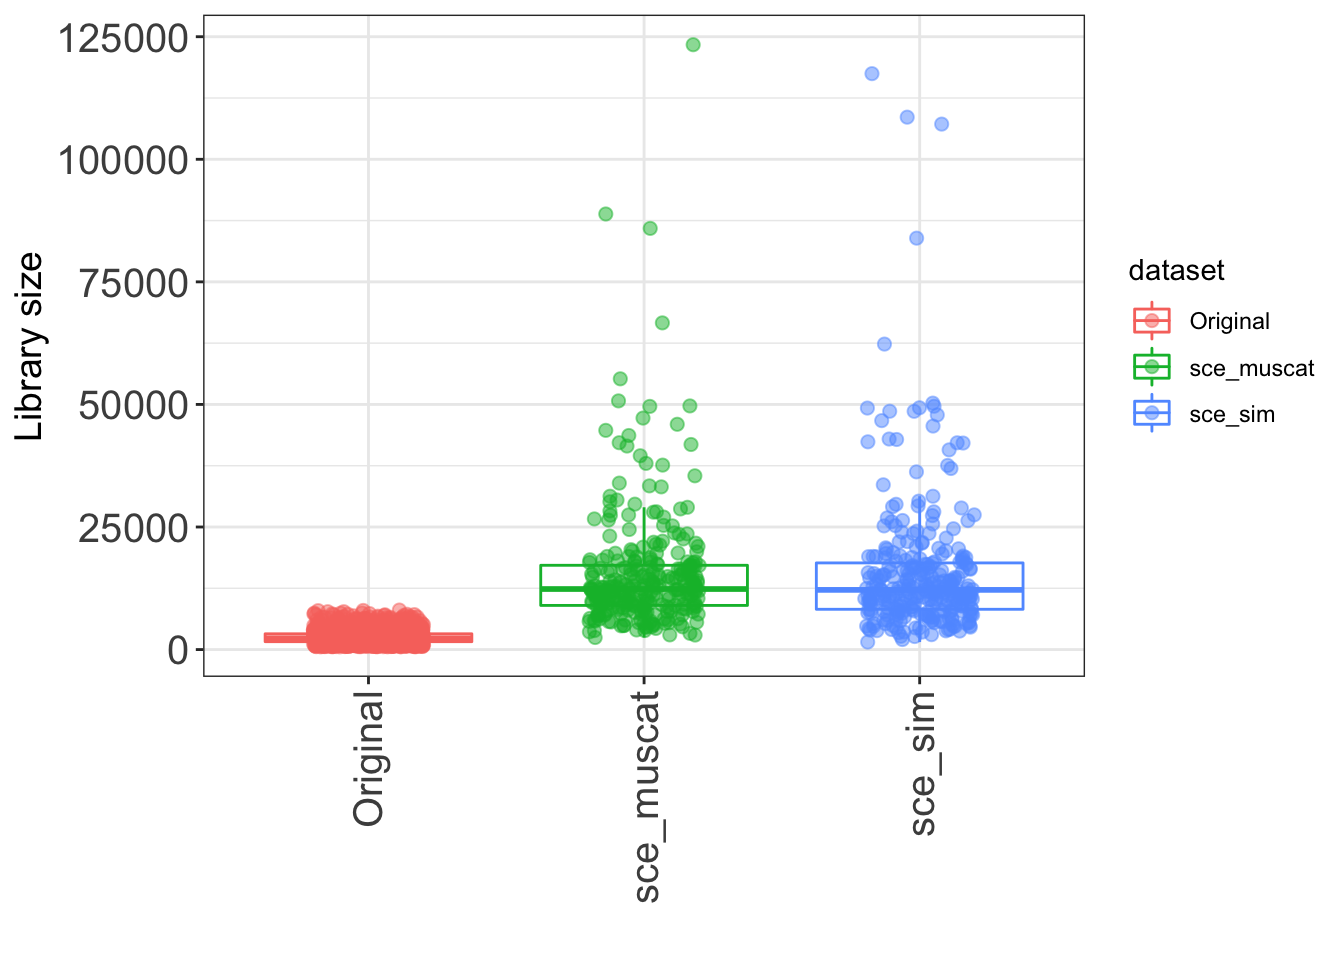 125000
100000
75000
50000
25000
0
Library size
Original
sce_muscat
sce_sim
dataset
Original
sce_muscat
sce_sim